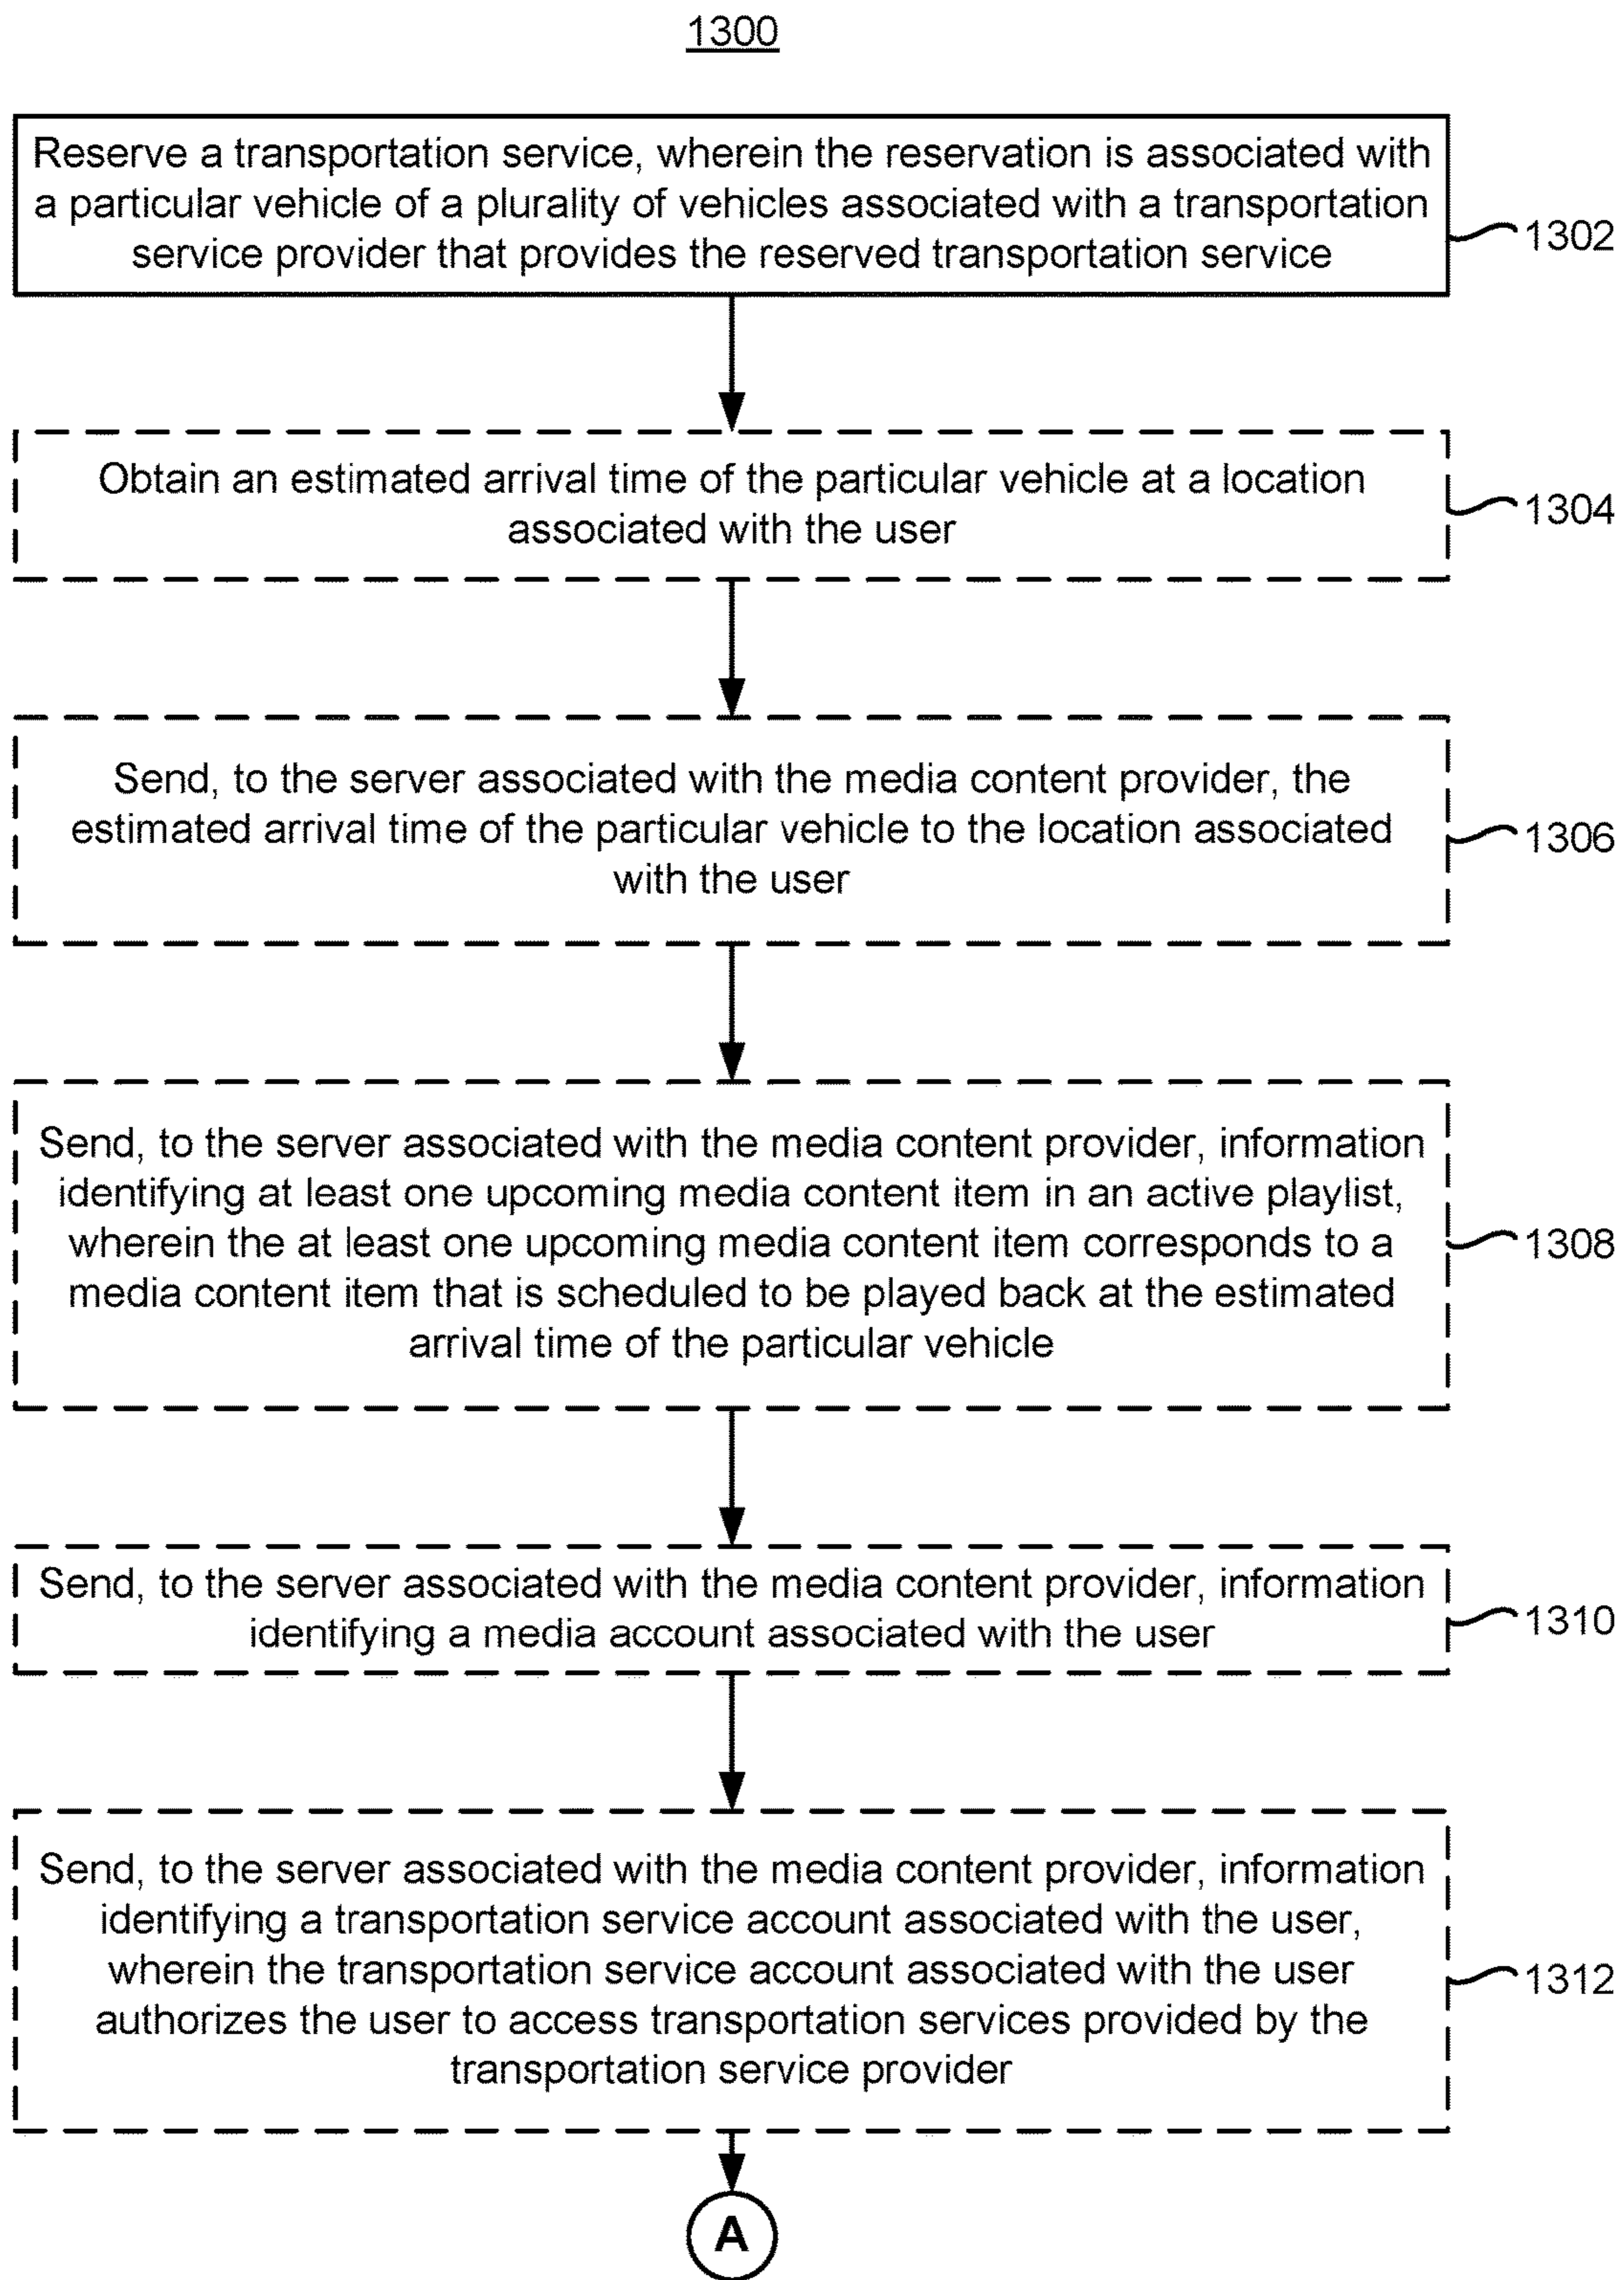 1300
Reserve a transportation service, wherein the reservation is associated with
a particular vehicle of a plurality of vehicles associated with a transportation
service provider that provides the reserved transportation service
1302
Obtain an estimated arrival time of the particular vehicle at a location
associated with the user
1304
Send, to the server associated with the media content provider, the
estimated arrival time of the particular vehicle to the location associated
with the user
1306
Send, to the server associated with the media content provider, information
identifying at least one upcoming media content item in an active playlist,
wherein the at least one upcoming media content item corresponds to a
media content item that is scheduled to be played back at the estimated
arrival time of the particular vehicle
1308
Send, to the server associated with the media content provider, information
identifying a media account associated with the user
1310
Send, to the server associated with the media content provider, information
identifying a transportation service account associated with the user,
wherein the transportation service account associated with the user
authorizes the user to access transportation services provided by the
transportation service provider
1312
A